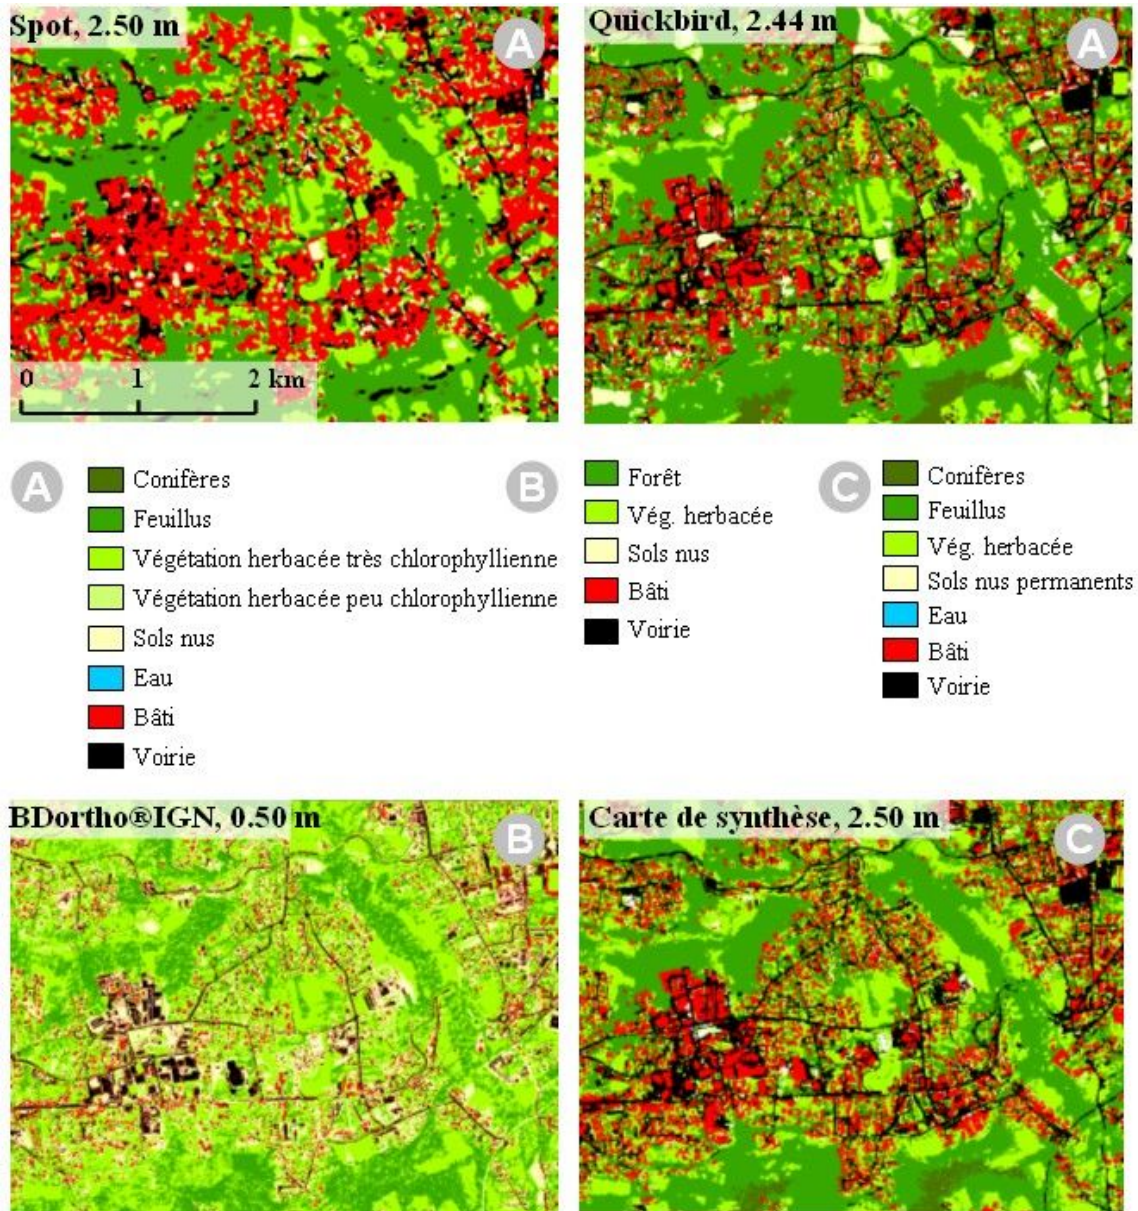 Spot, 2.50 m
A
Quickbird, 2.44 m
A
0 1 2 km
A
Conifères
Feuillus
Végétation herbacée très chlorophyllienne
Végétation herbacée peu chlorophyllienne
Sols nus
Eau
Bâti
Voirie
B
Forêt
Vég. herbacée
Sols nus
Bâti
Voirie
C
Conifères
Feuillus
Vég. herbacée
Sols nus permanents
Eau
Bâti
Voirie
BDortho®IGN, 0.50 m
B
Carte de synthèse, 2.50 m
C